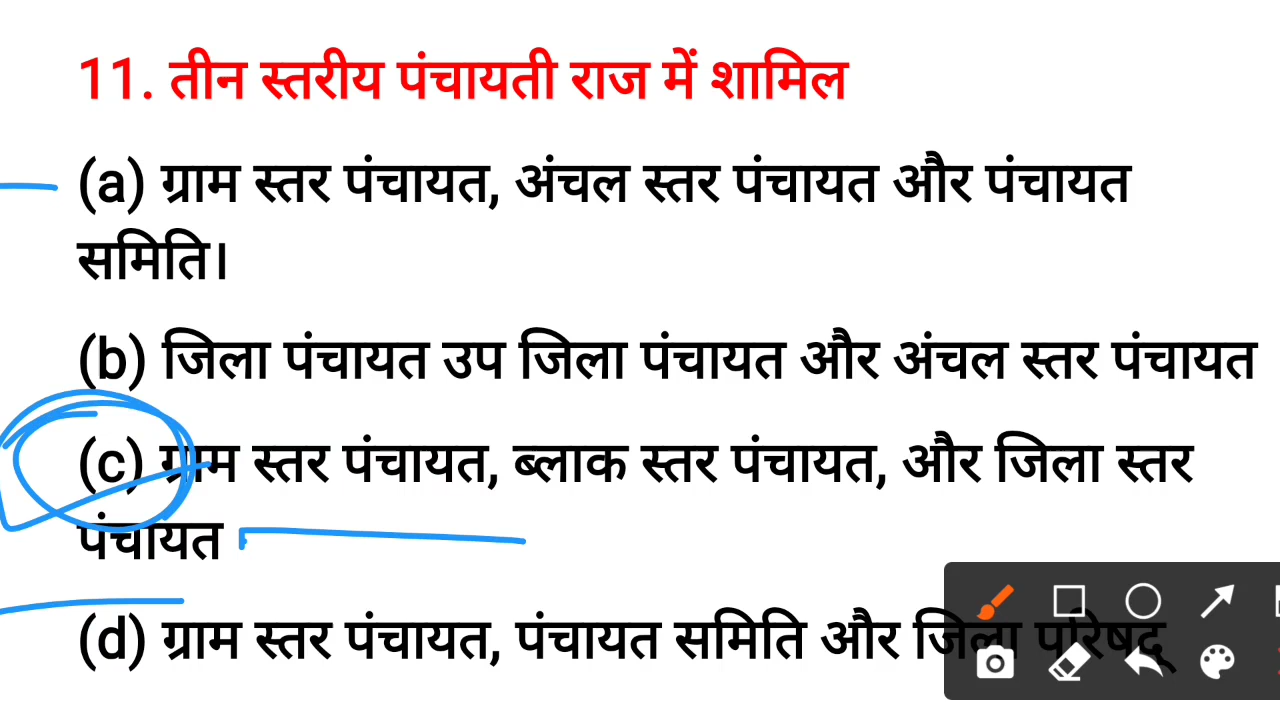 11. तीन स्तरीय पंचायती राज में शामिल
(a) ग्राम स्तर पंचायत, अंचल स्तर पंचायत और पंचायत
समिति।
(b) जिला पंचायत उप जिला पंचायत और अंचल स्तर पंचायत
(c) ग्राम स्तर पंचायत, ब्लाक स्तर पंचायत, और जिला स्तर
पंचायत
(d) ग्राम स्तर पंचायत, पंचायत समिति और जिला परिषद्